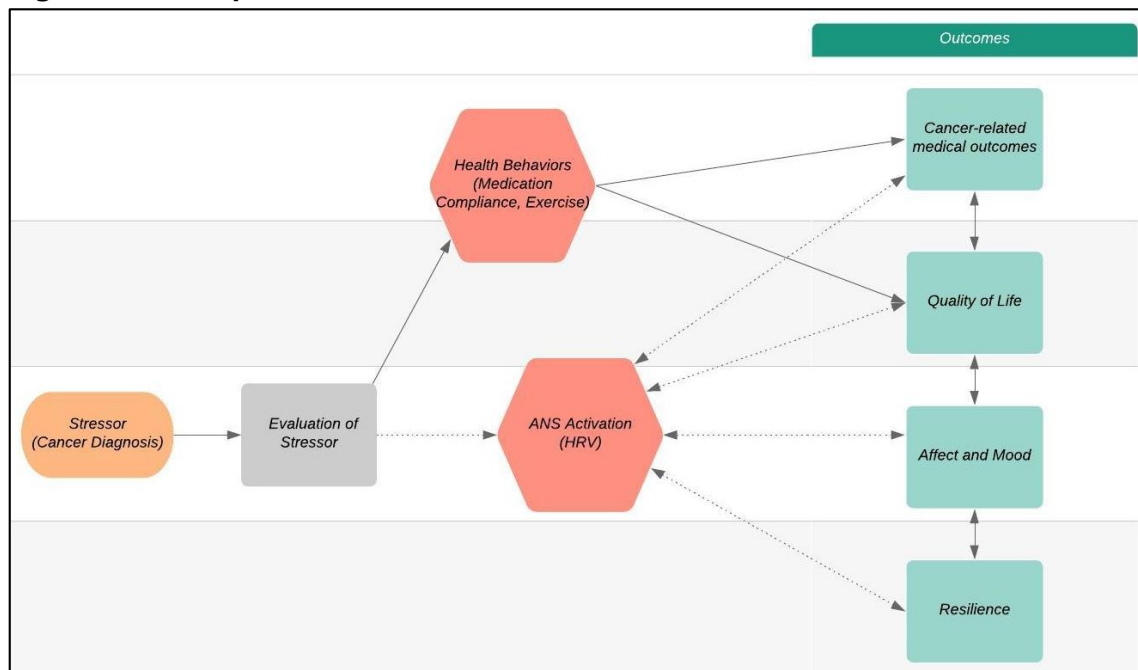 Outcomes
Cancer-related
medical outcomes
Health Behaviors
(Medication
Compliance, Exercise)
Quality of Life
Stressor
(Cancer Diagnosis)
Evaluation of
Stressor
ANS Activation
(HRV)
Affect and Mood
Resilience